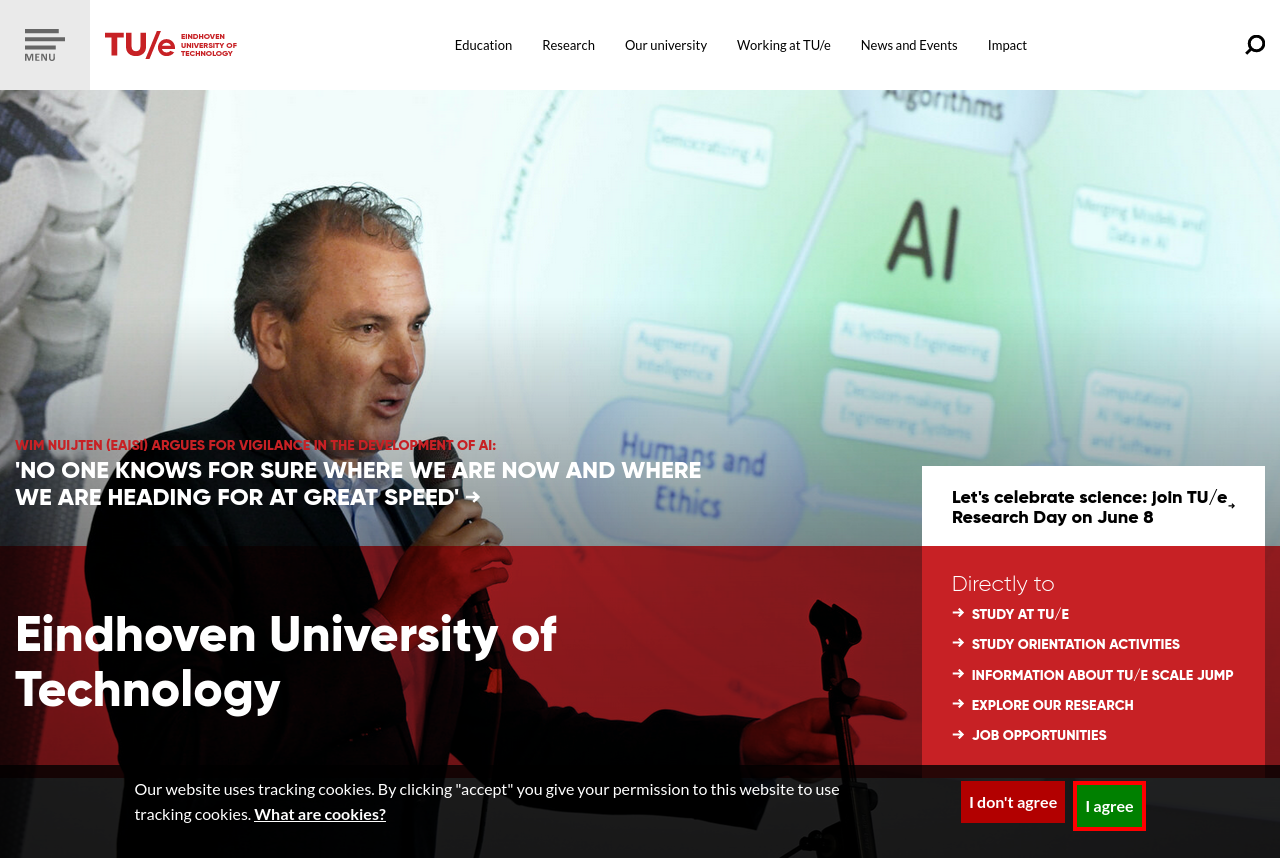 MENU
TU/e EINDHOVEN
UNIVERSITY OF
TECHNOLOGY
Education
Research
Our university
Working at TU/e
News and Events
Impact
Algorithms
Democratizing AI
Software Engineering
AI
Merging Models and
Data in AI
AI Systems Engineering
Augmenting
Intelligence
Decision-making for
Engineering Systems
Computational
AI Hardware
and Software
Humans and
Ethics
WIM NUIJTEN (EAISI) ARGUES FOR VIGILANCE IN THE DEVELOPMENT OF AI:
'NO ONE KNOWS FOR SURE WHERE WE ARE NOW AND WHERE
WE ARE HEADING FOR AT GREAT SPEED' →
Let's celebrate science: join TU/e
Research Day on June 8
Eindhoven University of
Technology
Directly to
→ STUDY AT TU/E
→ STUDY ORIENTATION ACTIVITIES
→ INFORMATION ABOUT TU/E SCALE JUMP
→ EXPLORE OUR RESEARCH
→ JOB OPPORTUNITIES
Our website uses tracking cookies. By clicking "accept" you give your permission to this website to use
tracking cookies. What are cookies?
I don't agree
I agree